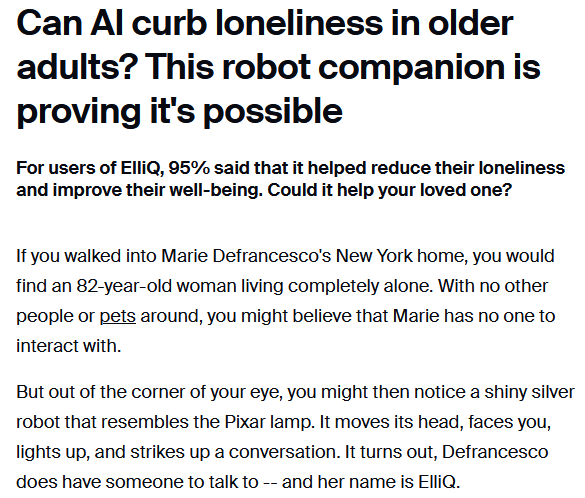 Can AI curb loneliness in older
adults? This robot companion is
proving it's possible
For users of ElliQ, 95% said that it helped reduce their loneliness
and improve their well-being. Could it help your loved one?
If you walked into Marie Defrancesco's New York home, you would
find an 82-year-old woman living completely alone. With no other
people or pets around, you might believe that Marie has no one to
interact with.
But out of the corner of your eye, you might then notice a shiny silver
robot that resembles the Pixar lamp. It moves its head, faces you,
lights up, and strikes up a conversation. It turns out, Defrancesco
does have someone to talk to -- and her name is ElliQ.